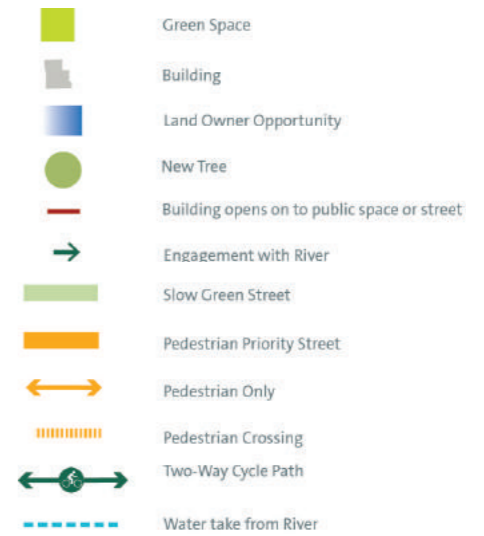 Green Space
Building
Land Owner Opportunity
New Tree
Building opens on to public space or street
Engagement with River
Slow Green Street
Pedestrian Priority Street
Pedestrian Only
Pedestrian Crossing
Two-Way Cycle Path
Water take from River